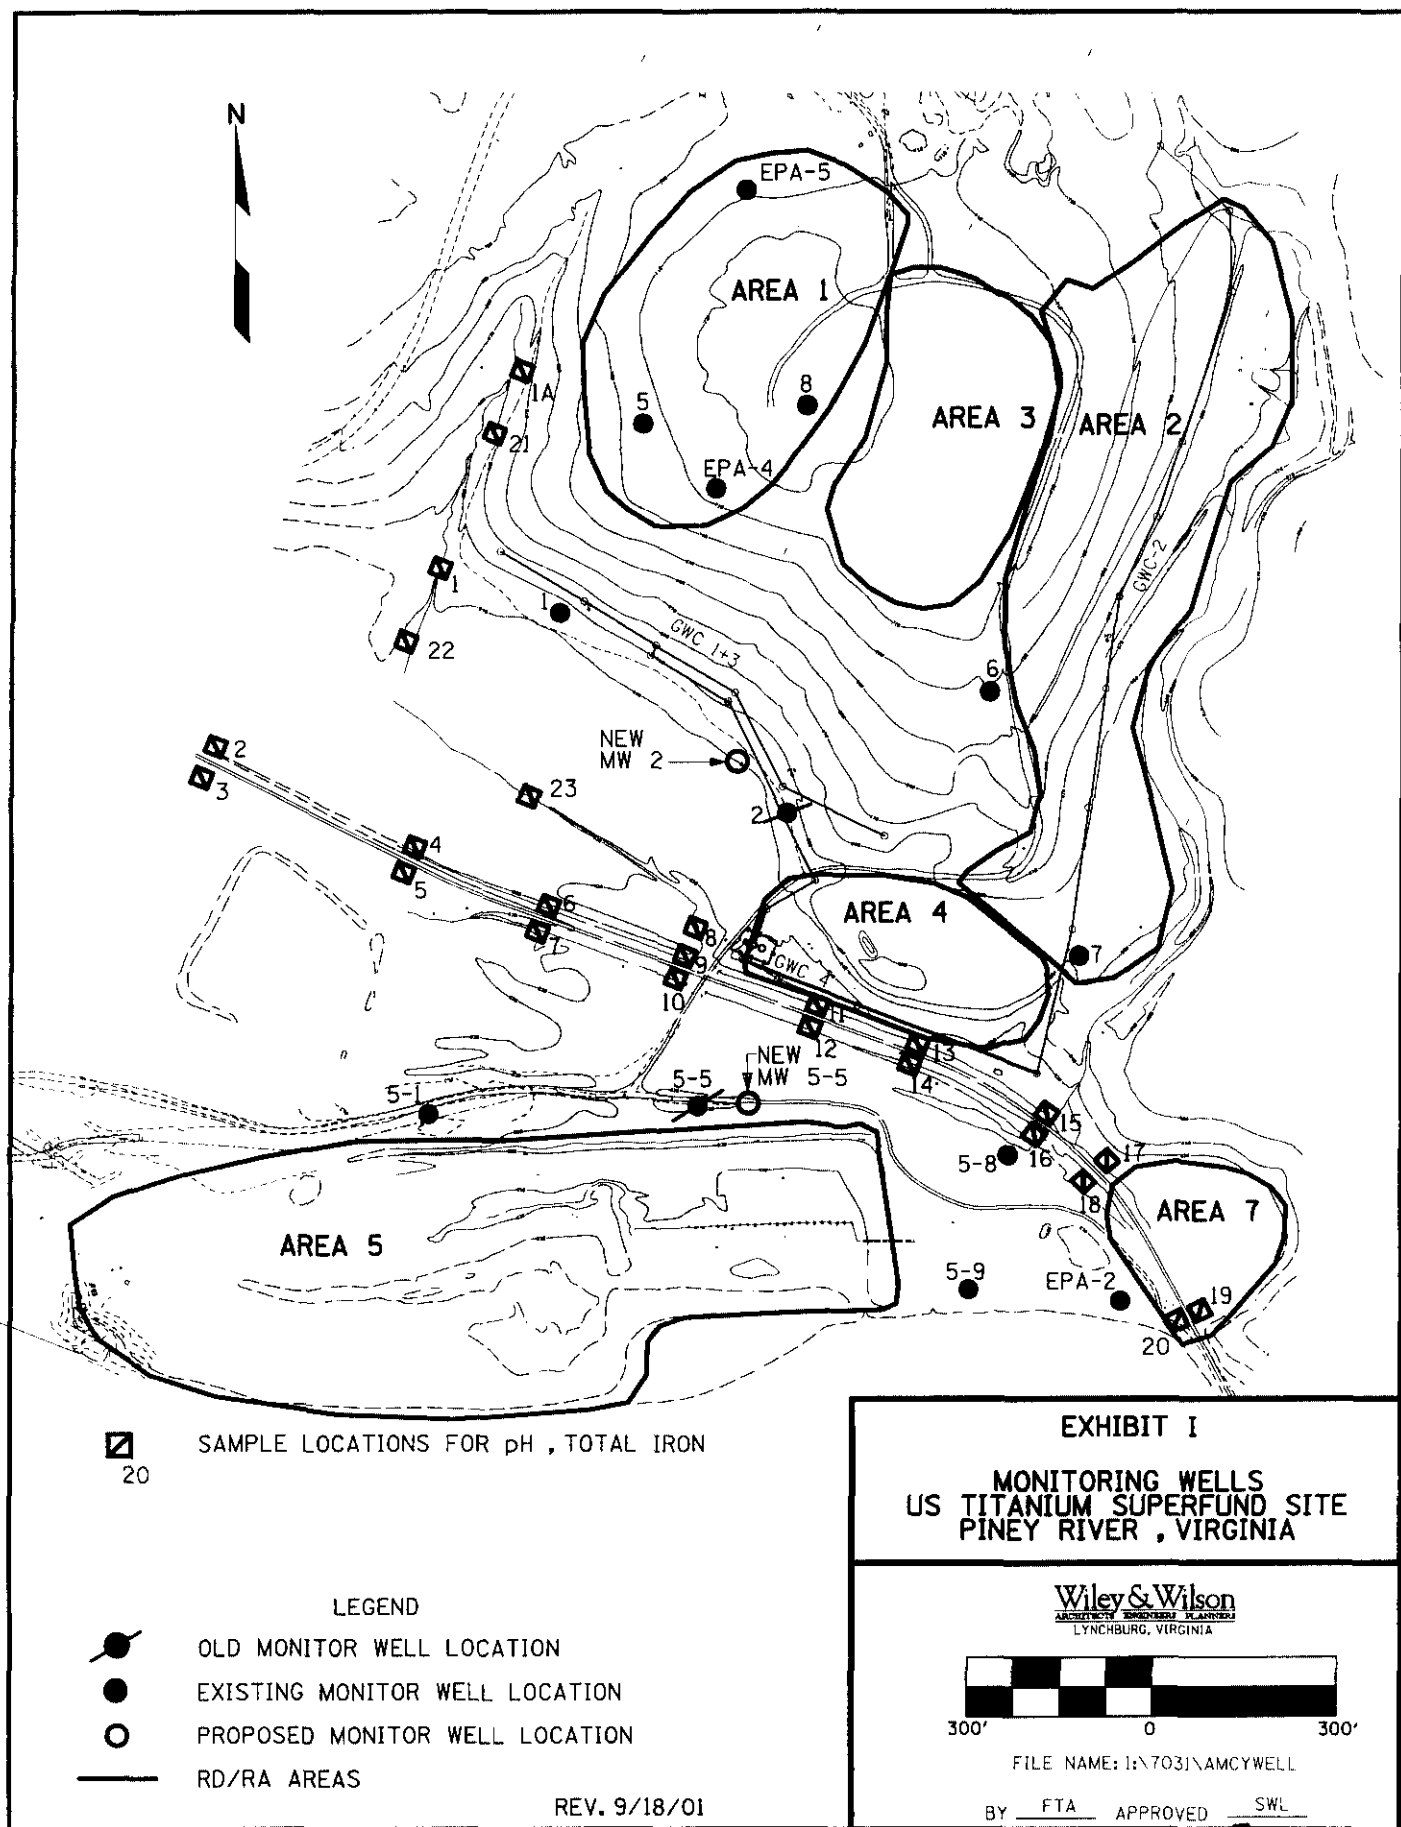 N
EPA-5
AREA 1
8
5
EPA-4
1A
21
AREA 3
AREA 2
GWC-2
1
1
22
GWC 1+3
6
NEW
MW 2
2
3
23
2
4
5
6
7
8
9
10
AREA 4
GWC 4
7
11
12
13
14
NEW
MW 5-5
5-5
5-1
15
16
5-8
17
18
AREA 7
AREA 5
5-9
EPA-2
19
20
SAMPLE LOCATIONS FOR pH , TOTAL IRON
20
LEGEND
OLD MONITOR WELL LOCATION
EXISTING MONITOR WELL LOCATION
PROPOSED MONITOR WELL LOCATION
RD/RA AREAS
REV. 9/18/01
EXHIBIT I
MONITORING WELLS
US TITANIUM SUPERFUND SITE
PINEY RIVER , VIRGINIA
Wiley & Wilson
ARCHITECTS ENGINEERS PLANNERS
LYNCHBURG, VIRGINIA
300' 0 300'
FILE NAME: I:\7031\AMCYWELL
BY FTA APPROVED SWL